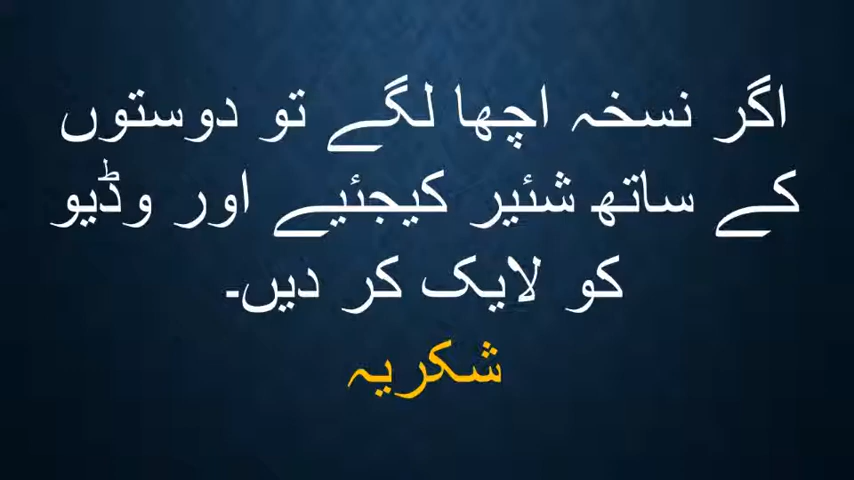 اگر نسخہ اچھا لگے تو دوستوں
کے ساتھ شئیر کیجئیے اور وڈیو
کو لایک کر دیں۔
شکریہ